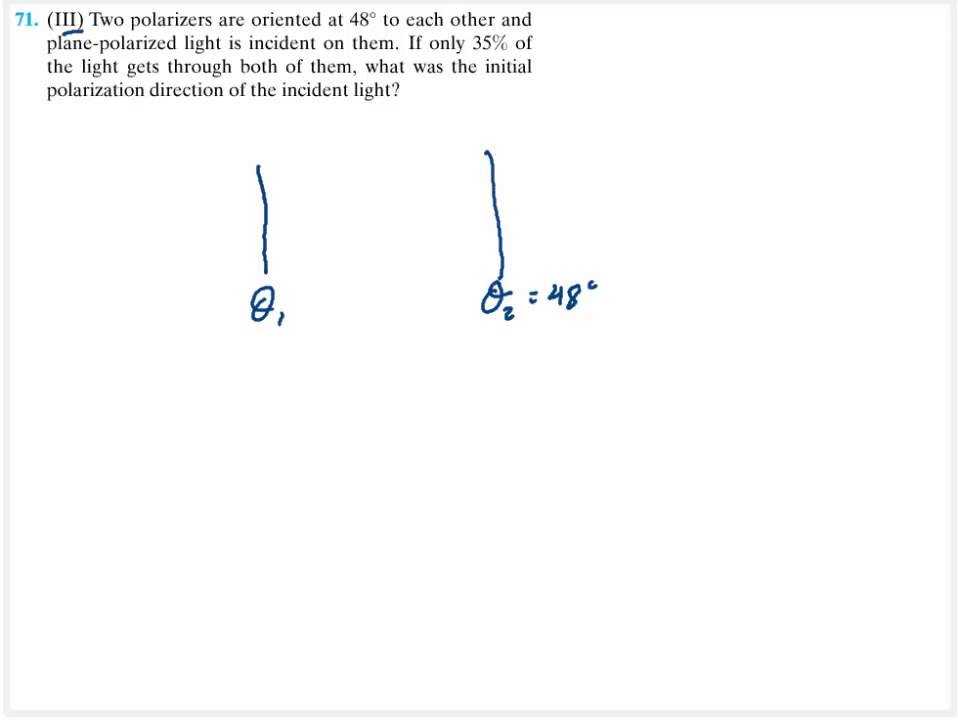 71. (III) Two polarizers are oriented at 48° to each other and
plane-polarized light is incident on them. If only 35% of
the light gets through both of them, what was the initial
polarization direction of the incident light?
θ₁
θ₂ = 48°